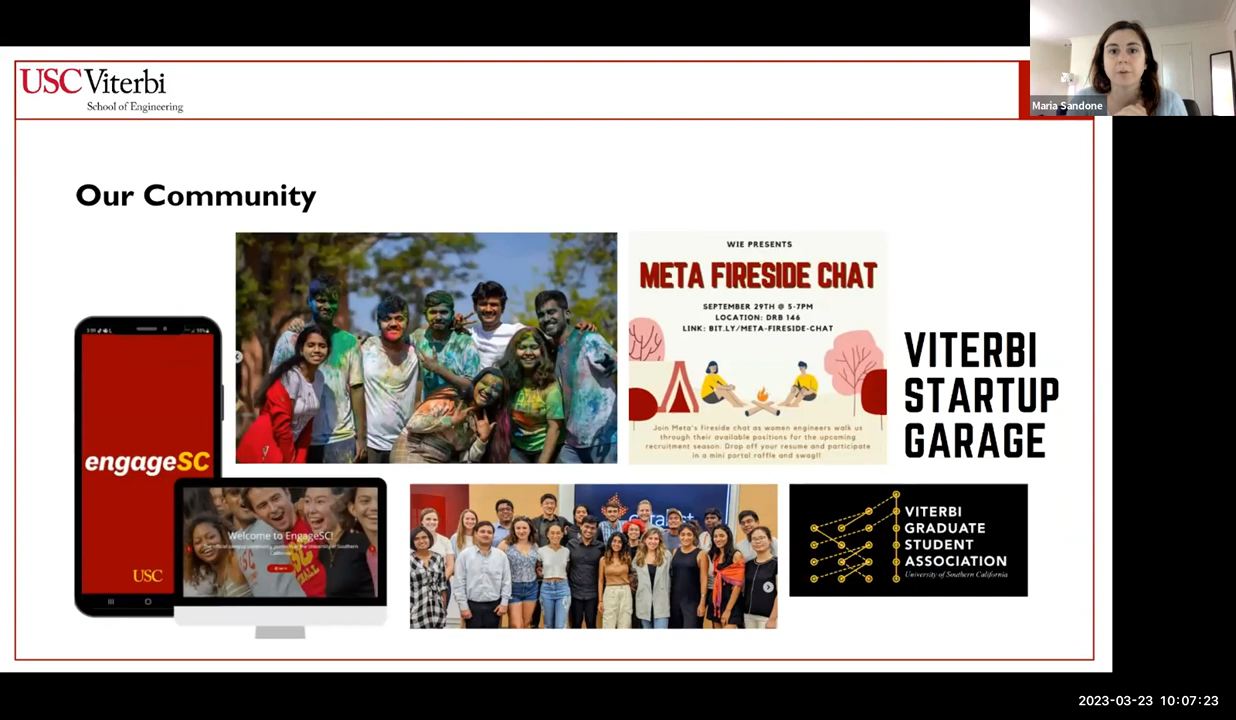 USC Viterbi
School of Engineering
Maria Sandone
Our Community
WIE PRESENTS
META FIRESIDE CHAT
SEPTEMBER 29TH @ 5-7PM
LOCATION: DRB 146
LINK: BIT.LY/META-FIRESIDE-CHAT
Join Meta's fireside chat as women engineers walk us
through their available positions for the upcoming
recruitment season. Drop off your resume and participate
in a mini portal raffle and swag!!
VITERBI
STARTUP
GARAGE
engageSC
USC
Welcome to EngageSC!
VITERBI
GRADUATE
STUDENT
ASSOCIATION
University of Southern California
2023-03-23 10:07:23